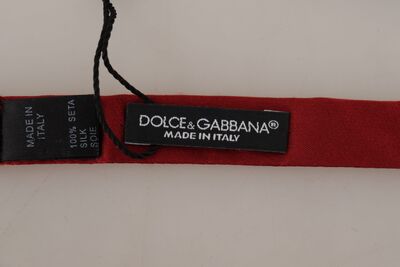 MADE IN
ITALY
100% SETA
SILK
SOIE
DOLCE & GABBANA®
MADE IN ITALY